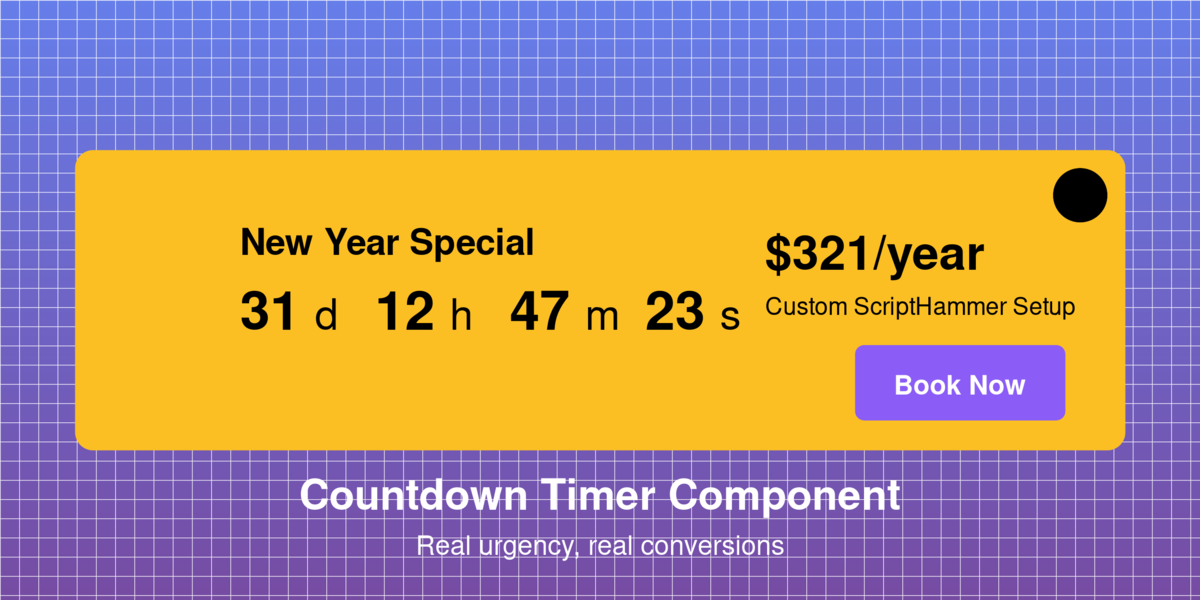 New Year Special
31 d 12 h 47 m 23 s
$321/year
Custom ScriptHammer Setup
Book Now
Countdown Timer Component
Real urgency, real conversions